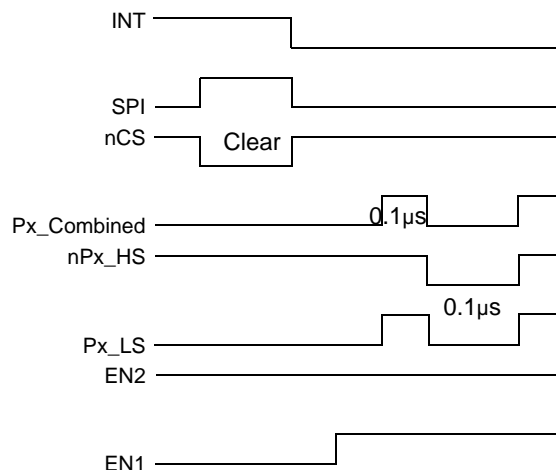 INT
SPI
nCS
Clear
Px_Combined
0.1µs
nPx_HS
0.1µs
Px_LS
EN2
EN1